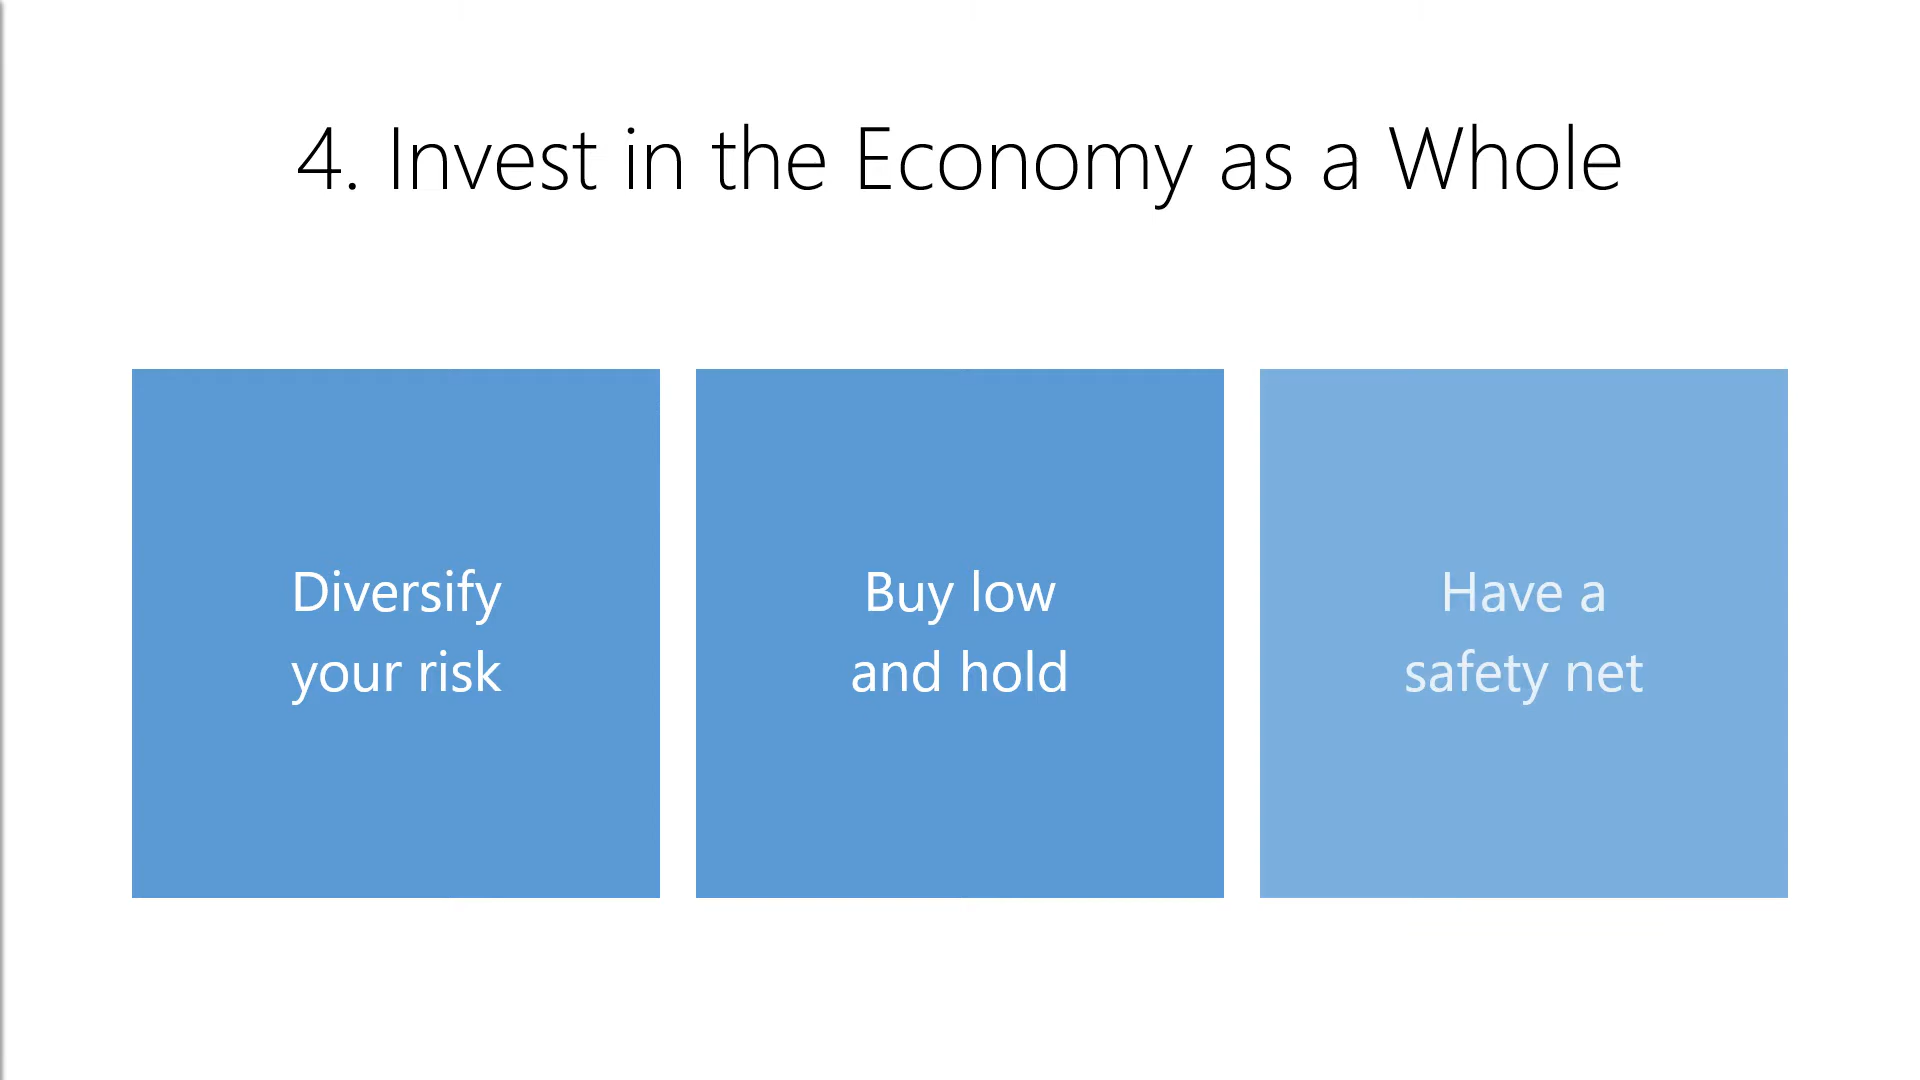 4. Invest in the Economy as a Whole
Diversify
your risk
Buy low
and hold
Have a
safety net